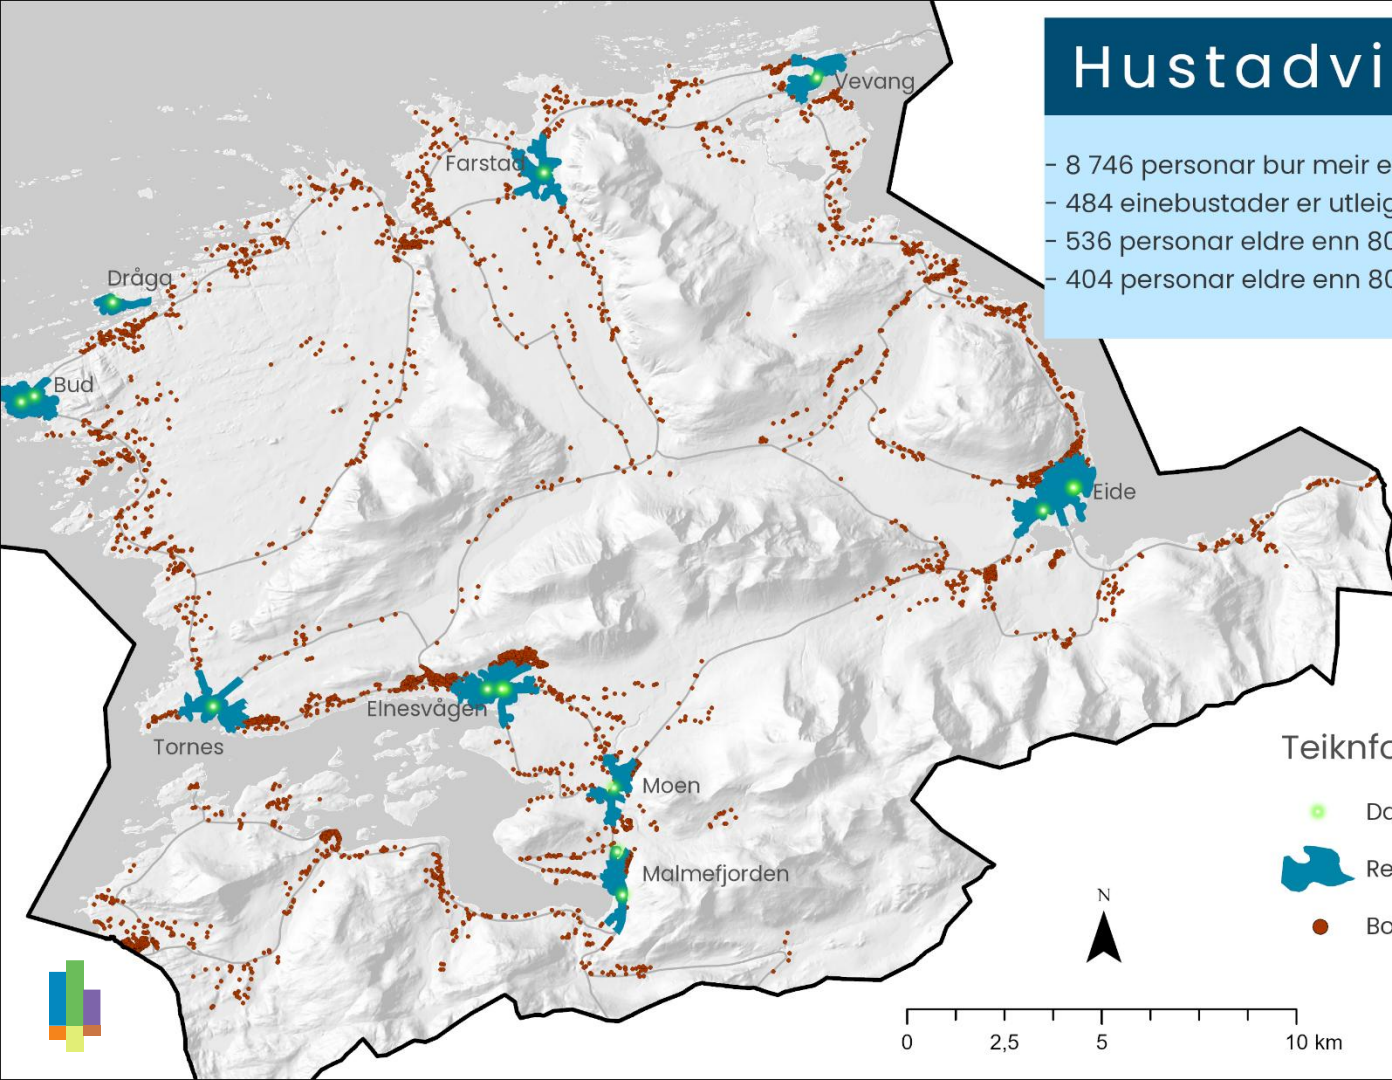 Hustadvi
- 8 746 personar bur meir e
- 484 einebustader er utleig
- 536 personar eldre enn 80
- 404 personar eldre enn 80
Vevang
Farstad
Dråga
Bud
Eide
Elnesvågen
Tornes
Moen
Malmefjorden
Teiknfo
Da
Re
Bo
N
0 2,5 5 10 km